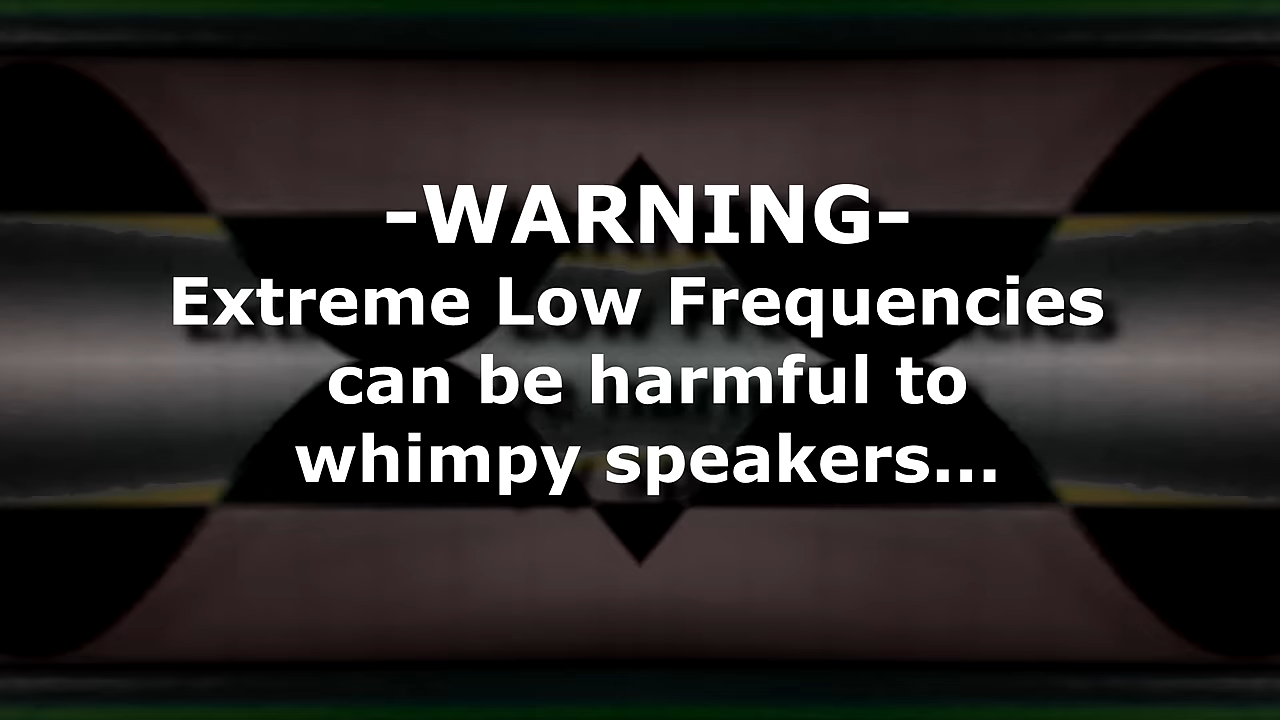 -WARNING-
Extreme Low Frequencies
can be harmful to
whimpy speakers...